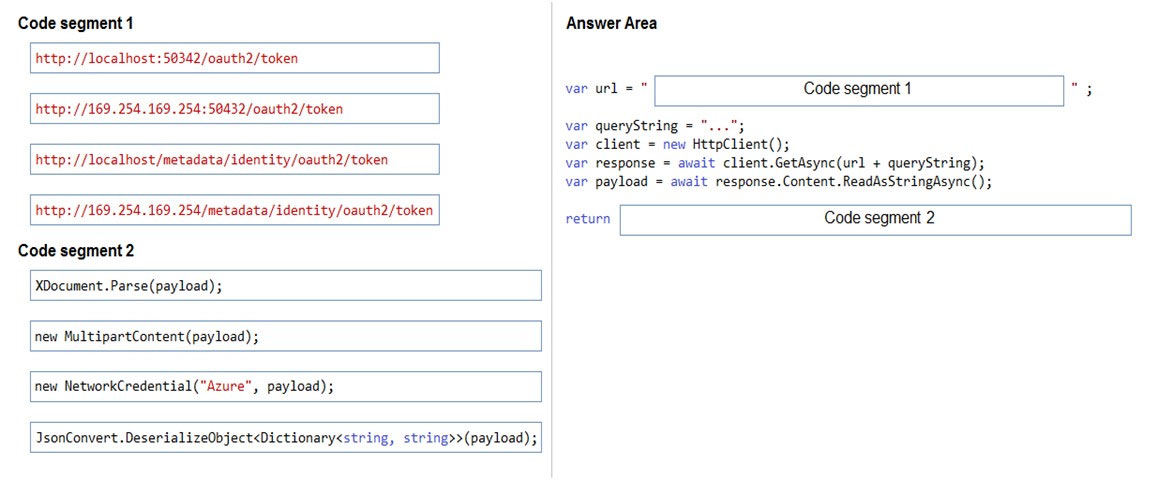 Code segment 1
http://localhost:50342/oauth2/token
http://169.254.169.254:50432/oauth2/token
http://localhost/metadata/identity/oauth2/token
http://169.254.169.254/metadata/identity/oauth2/token
Code segment 2
XDocument.Parse(payload);
new MultipartContent(payload);
new NetworkCredential("Azure", payload);
JsonConvert.DeserializeObject<Dictionary<string, string>>(payload);
Answer Area
var url = " Code segment 1 " ;
var queryString = "...";
var client = new HttpClient();
var response = await client.GetAsync(url + queryString);
var payload = await response.Content.ReadAsStringAsync();
return Code segment 2